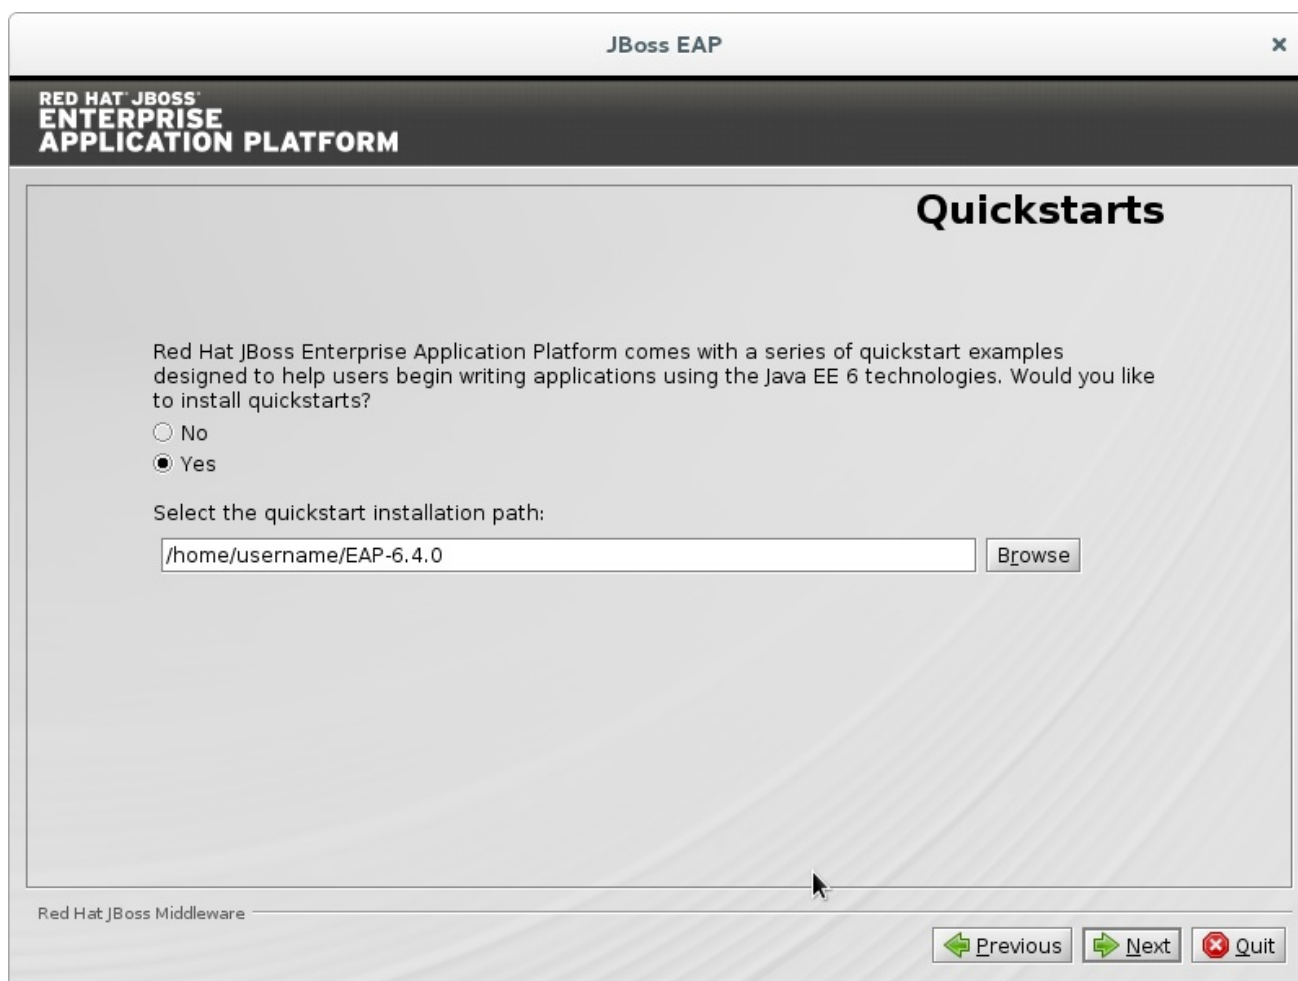 JBoss EAP
RED HAT JBOSS
ENTERPRISE
APPLICATION PLATFORM
Quickstarts
Red Hat JBoss Enterprise Application Platform comes with a series of quickstart examples
designed to help users begin writing applications using the Java EE 6 technologies. Would you like
to install quickstarts?
No
Yes
Select the quickstart installation path:
/home/username/EAP-6.4.0 Browse
Red Hat JBoss Middleware
Previous Next Quit